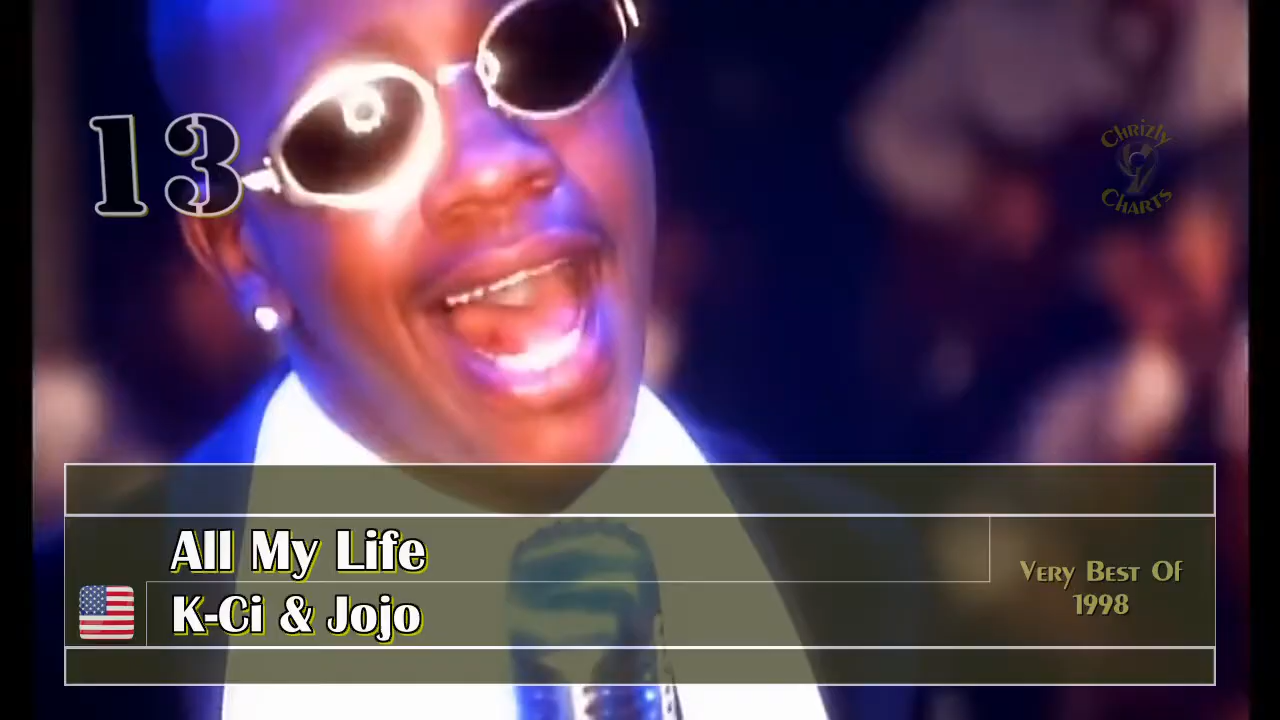 13
Chrizly
Charts
All My Life
K-Ci & Jojo
Very Best Of
1998